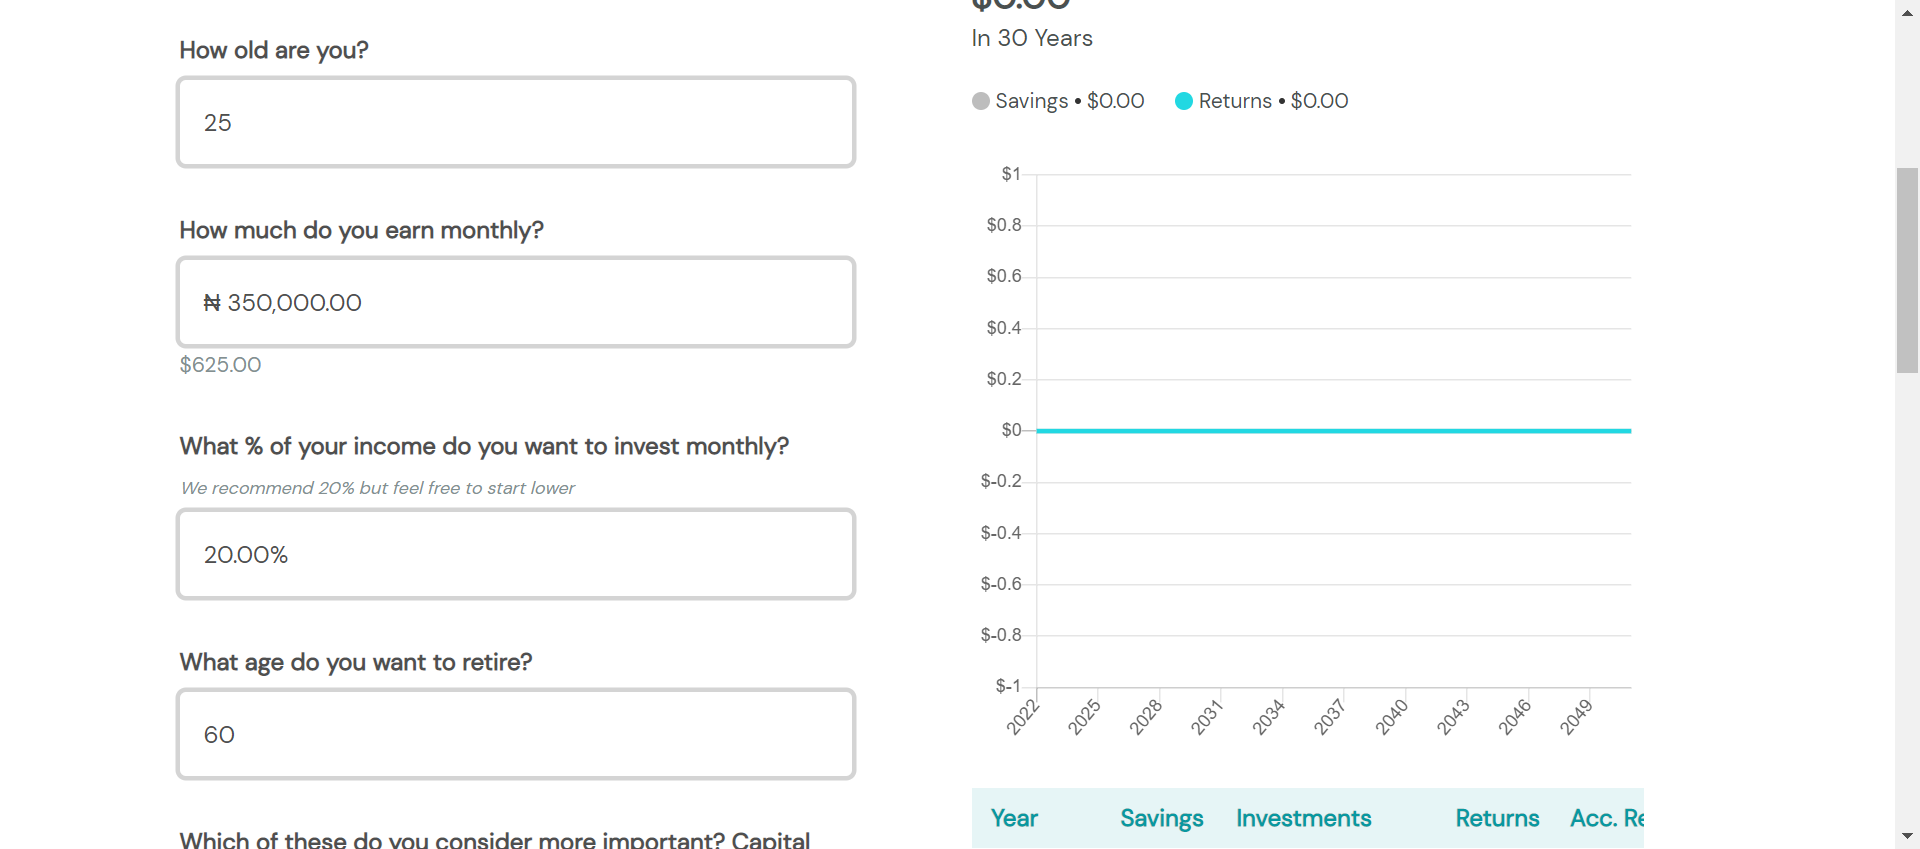 How old are you?
25
How much do you earn monthly?
₦ 350,000.00
$625.00
What % of your income do you want to invest monthly?
We recommend 20% but feel free to start lower
20.00%
What age do you want to retire?
60
Which of these do you consider more important? Capital
$0.00
In 30 Years
Savings • $0.00 Returns • $0.00
$1
$0.8
$0.6
$0.4
$0.2
$0
$-0.2
$-0.4
$-0.6
$-0.8
$-1
2022 2025 2028 2031 2034 2037 2040 2043 2046 2049
Year Savings Investments Returns Acc. Re